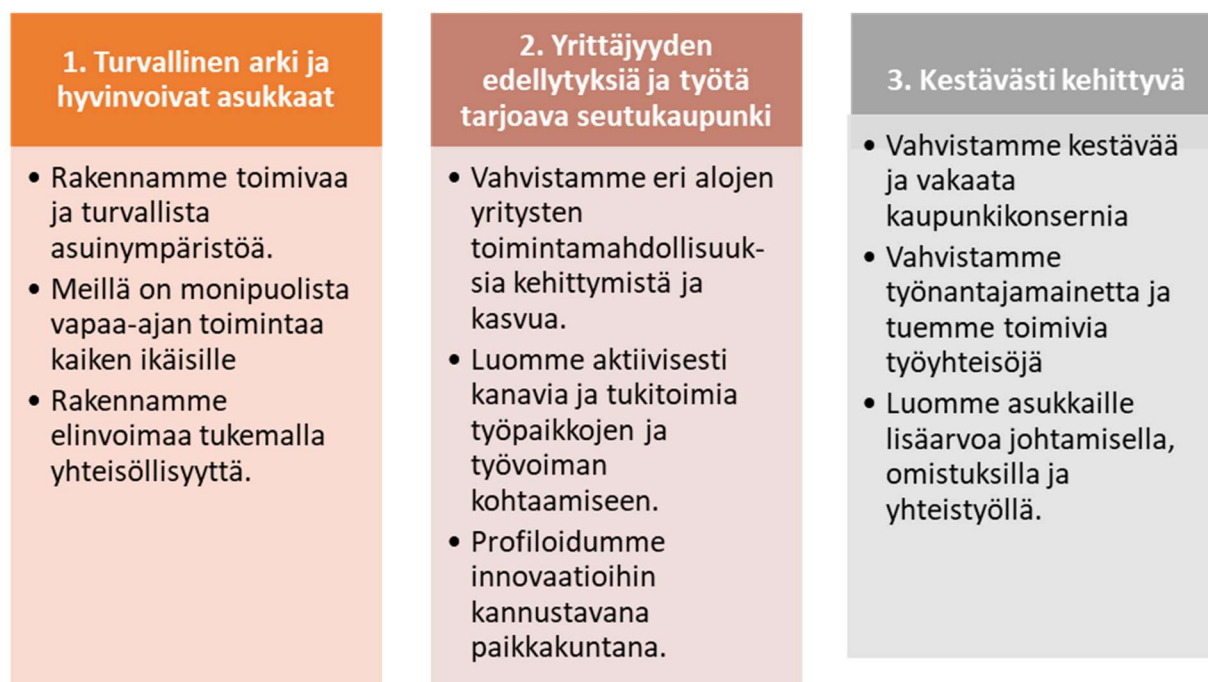 1. Turvallinen arki ja
hyvinvoivat asukkaat
• Rakennamme toimivaa
ja turvallista
asuinympäristöä.
• Meillä on monipuolista
vapaa-ajan toimintaa
kaiken ikäisille
• Rakennamme
elinvoimaa tukemalla
yhteisöllisyyttä.
2. Yrittäjyyden
edellytyksiä ja työtä
tarjoava seutukaupunki
• Vahvistamme eri alojen
yritysten
toimintamahdollisuuk-
sia kehittymistä ja
kasvua.
• Luomme aktiivisesti
kanavia ja tukitoimia
työpaikkojen ja
työvoiman
kohtaamiseen.
• Profiloidumme
innovaatioihin
kannustavana
paikkakuntana.
3. Kestävästi kehittyvä
• Vahvistamme kestävää
ja vakaata
kaupunkikonsernia
• Vahvistamme
työnantajamainetta ja
tuemme toimivia
työyhteisöjä
• Luomme asukkaille
lisäarvoa johtamisella,
omistuksilla ja
yhteistyöllä.